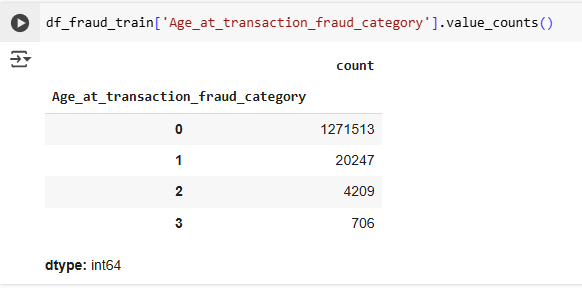 df_fraud_train['Age_at_transaction_fraud_category'].value_counts()
count
Age_at_transaction_fraud_category
0 1271513
1 20247
2 4209
3 706
dtype: int64